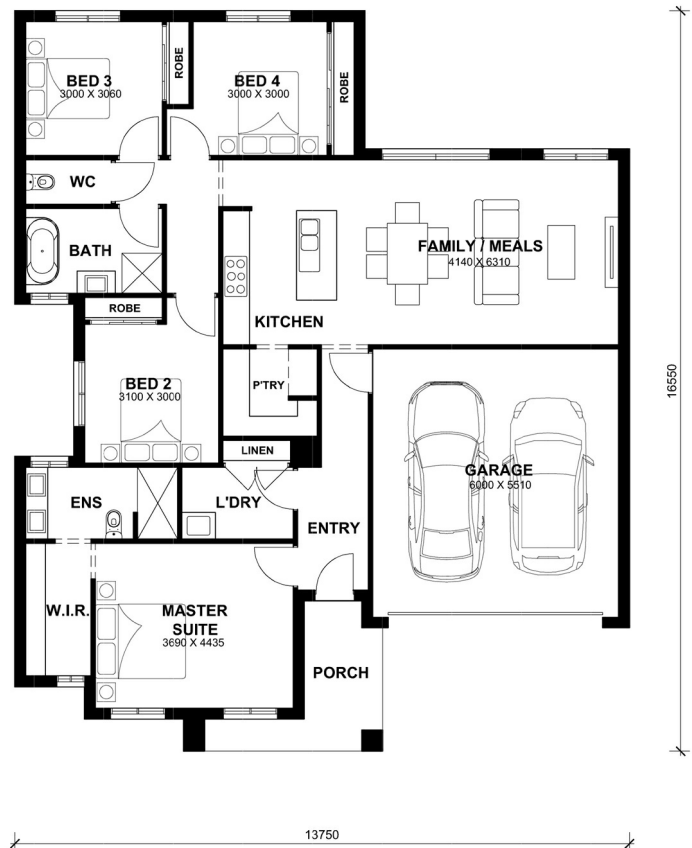 BED 3
3000 X 3060
ROBE
BED 4
3000 X 3000
ROBE
WC
BATH
FAMILY / MEALS
4140 X 6310
ROBE
KITCHEN
BED 2
3100 X 3000
P'TRY
16550
LINEN
GARAGE
6000 X 5510
ENS
L'DRY
ENTRY
W.I.R.
MASTER
SUITE
3690 X 4435
PORCH
13750